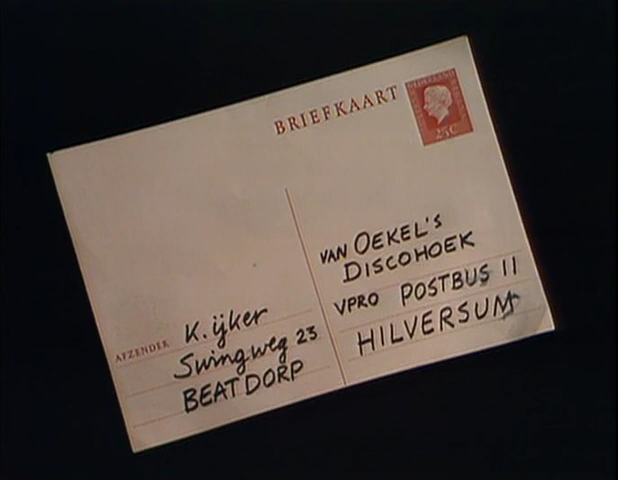 BRIEFKAART
NEDERLAND
25C
VAN OEKEL'S
DISCOHOEK
VPRO POSTBUS 11
HILVERSUM
AFZENDER K. ijker
Swingweg 23
BEATDORP